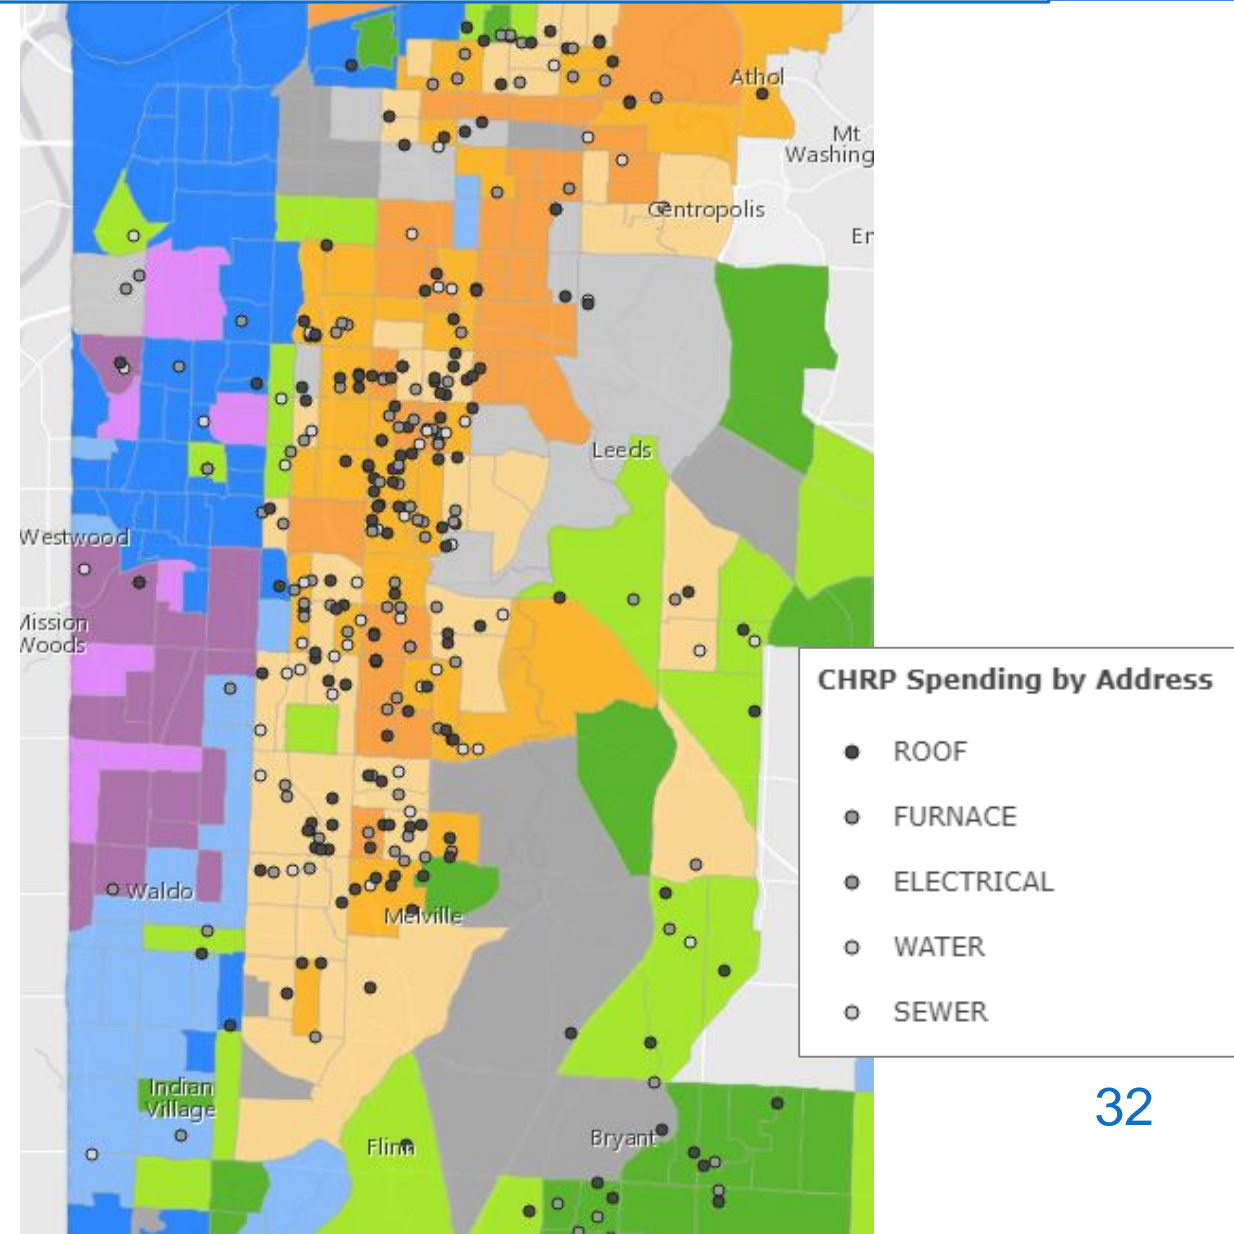 Athol
Mt
Washing
Centropolis
Er
Leeds
Westwood
Mission
Woods
CHRP Spending by Address
ROOF
FURNACE
ELECTRICAL
WATER
SEWER
Waldo
Melville
Indian
Village
Flinn
Bryant
32